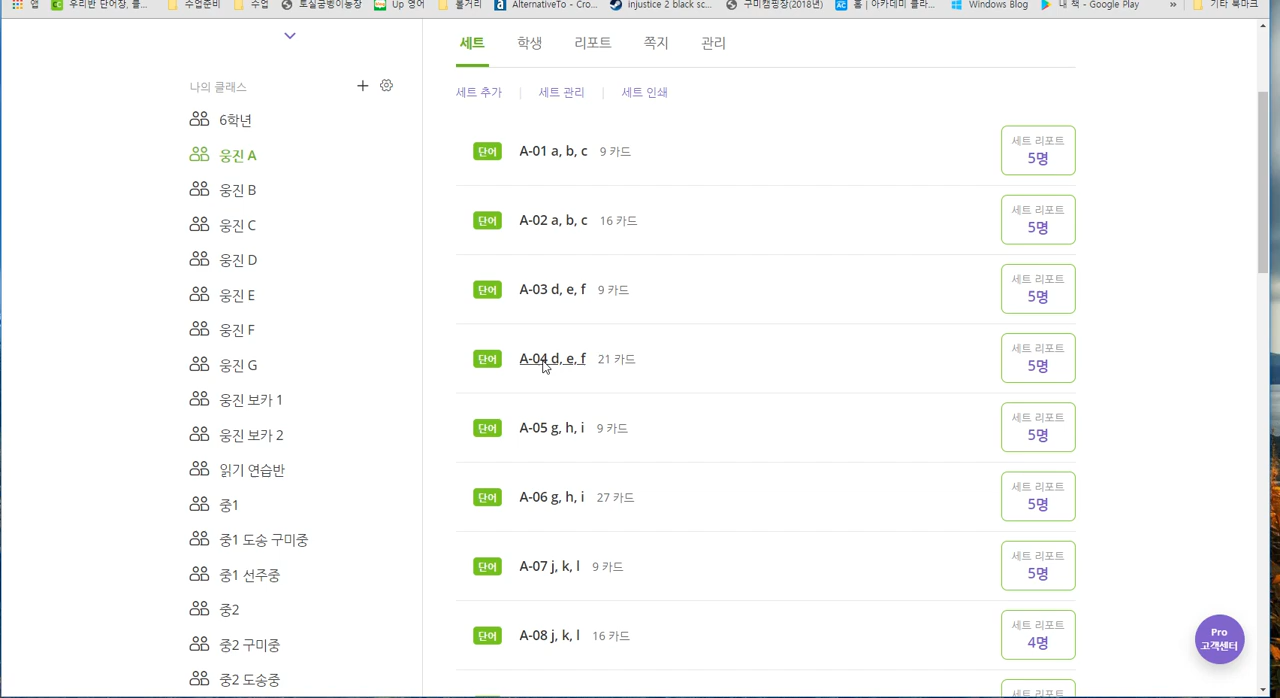 앱 우리반 단어장, 클... 수업준비 수업 토실궁뱅이농장 Up 영어 볼거리 AlternativeTo - Cro... injustice 2 black sc... 구미캠핑장(2018년) 홈 | 아카데미 클라... Windows Blog 내 책 - Google Play » 기타 북마크
세트 학생 리포트 쪽지 관리
나의 클래스
세트 추가 | 세트 관리 | 세트 인쇄
6학년
웅진 A
웅진 B
웅진 C
웅진 D
웅진 E
웅진 F
웅진 G
웅진 보카 1
웅진 보카 2
읽기 연습반
중1
중1 도송 구미중
중1 선주중
중2
중2 구미중
중2 도송중
단어 A-01 a, b, c 9 카드
세트 리포트
5명
단어 A-02 a, b, c 16 카드
세트 리포트
5명
단어 A-03 d, e, f 9 카드
세트 리포트
5명
단어 A-04 d, e, f 21 카드
세트 리포트
5명
단어 A-05 g, h, i 9 카드
세트 리포트
5명
단어 A-06 g, h, i 27 카드
세트 리포트
5명
단어 A-07 j, k, l 9 카드
세트 리포트
5명
단어 A-08 j, k, l 16 카드
세트 리포트
4명
세트 리포트
Pro
고객센터